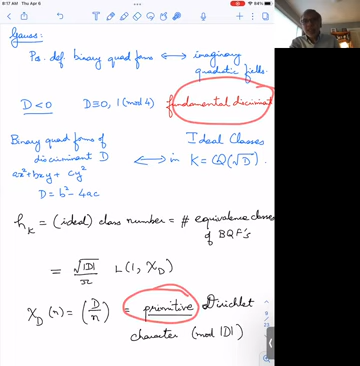 8:17 AM Thu Apr 6
84%
Gauss:
Pos. def. binary quad forms ⟷ imaginary
quadratic fields.
D < 0   D ≡ 0, 1 (mod 4)   fundamental discriminant
Binary quad forms of   Ideal Classes
discriminant D   ⟷ in K = Q(√D).
ax² + bxy + cy²
D = b² - 4ac
h_K = (ideal) class number = # equivalence classes
of BQF's
= √|D| / π L(1, χ_D)
χ_D(n) = (D/n) = primitive Dirichlet
character (mod |D|)
9